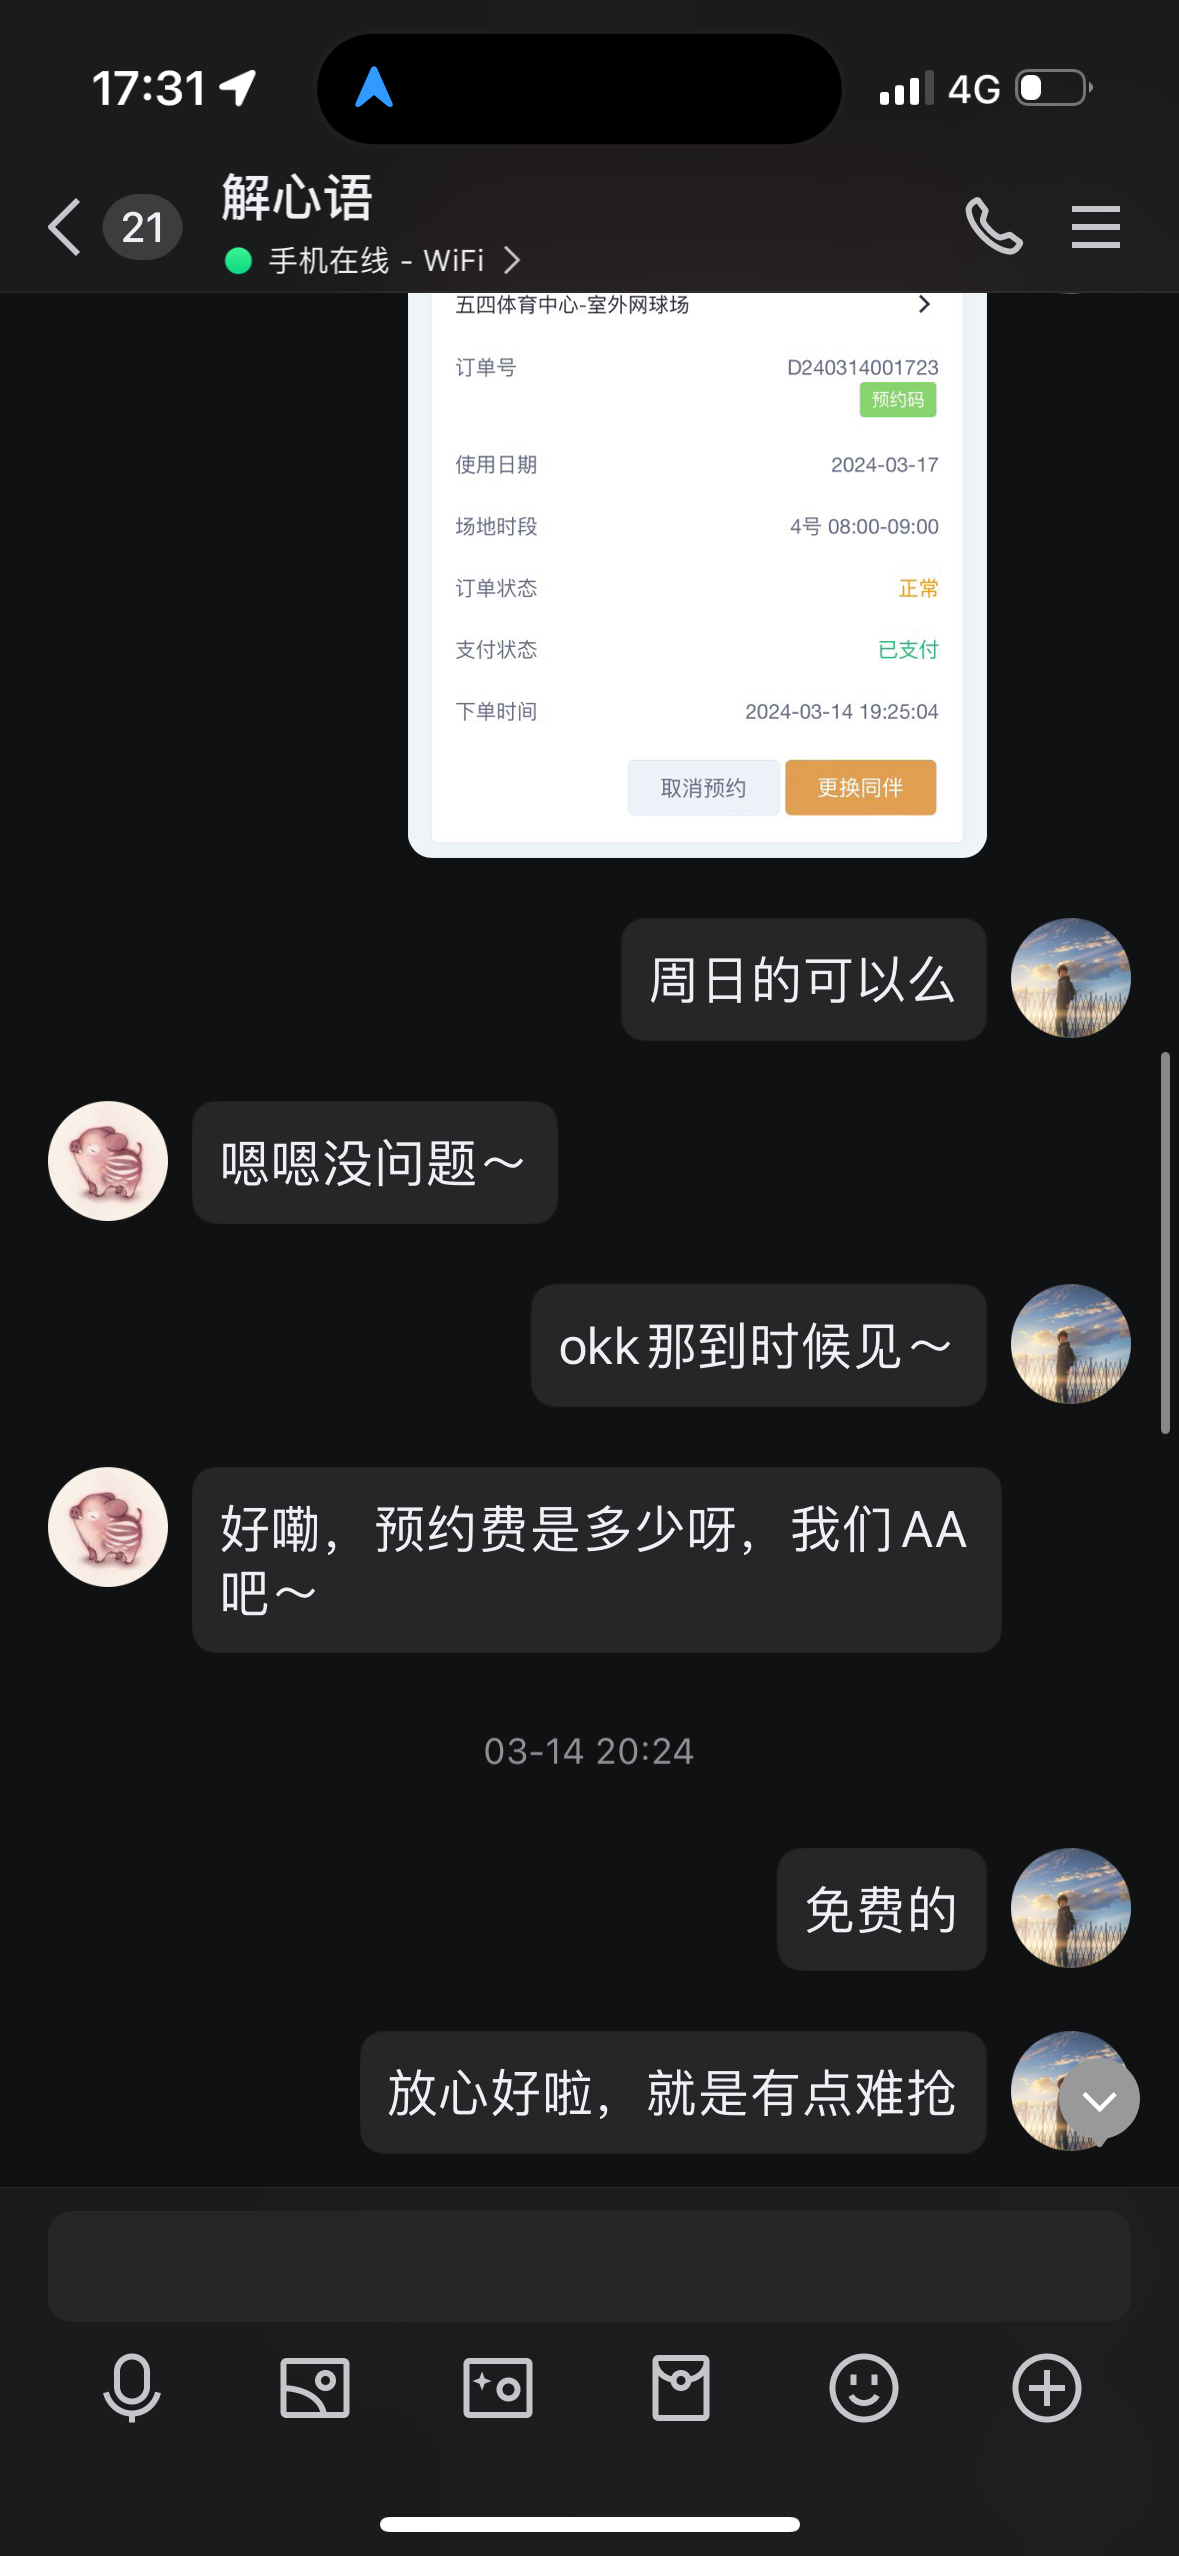 17:31
4G
21
解心语
手机在线 - WiFi
五四体育中心-室外网球场
订单号 D240314001723
预约码
使用日期 2024-03-17
场地时段 4号 08:00-09:00
订单状态 正常
支付状态 已支付
下单时间 2024-03-14 19:25:04
取消预约 更换同伴
周日的可以么
嗯嗯没问题～
okk那到时候见～
好嘞，预约费是多少呀，我们AA
吧～
03-14 20:24
免费的
放心好啦，就是有点难抢